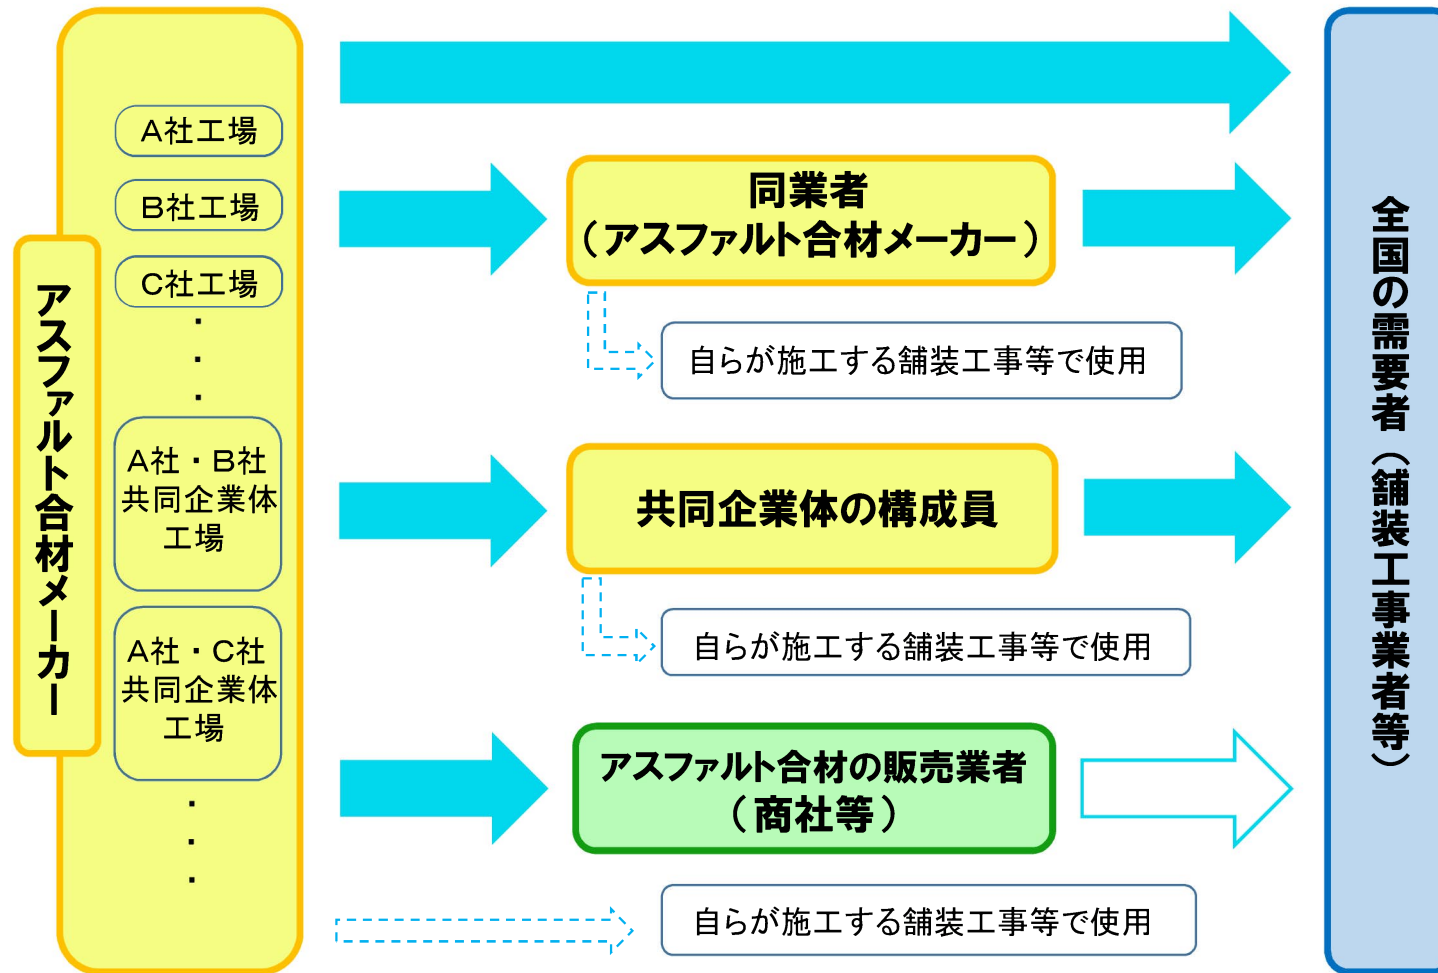 アスファルト合材メーカー
A社工場
B社工場
C社工場
・
・
・
A社・B社
共同企業体
工場
A社・C社
共同企業体
工場
・
・
・
同業者
（アスファルト合材メーカー）
自らが施工する舗装工事等で使用
共同企業体の構成員
自らが施工する舗装工事等で使用
アスファルト合材の販売業者
（商社等）
自らが施工する舗装工事等で使用
全国の需要者（舗装工事業者等）